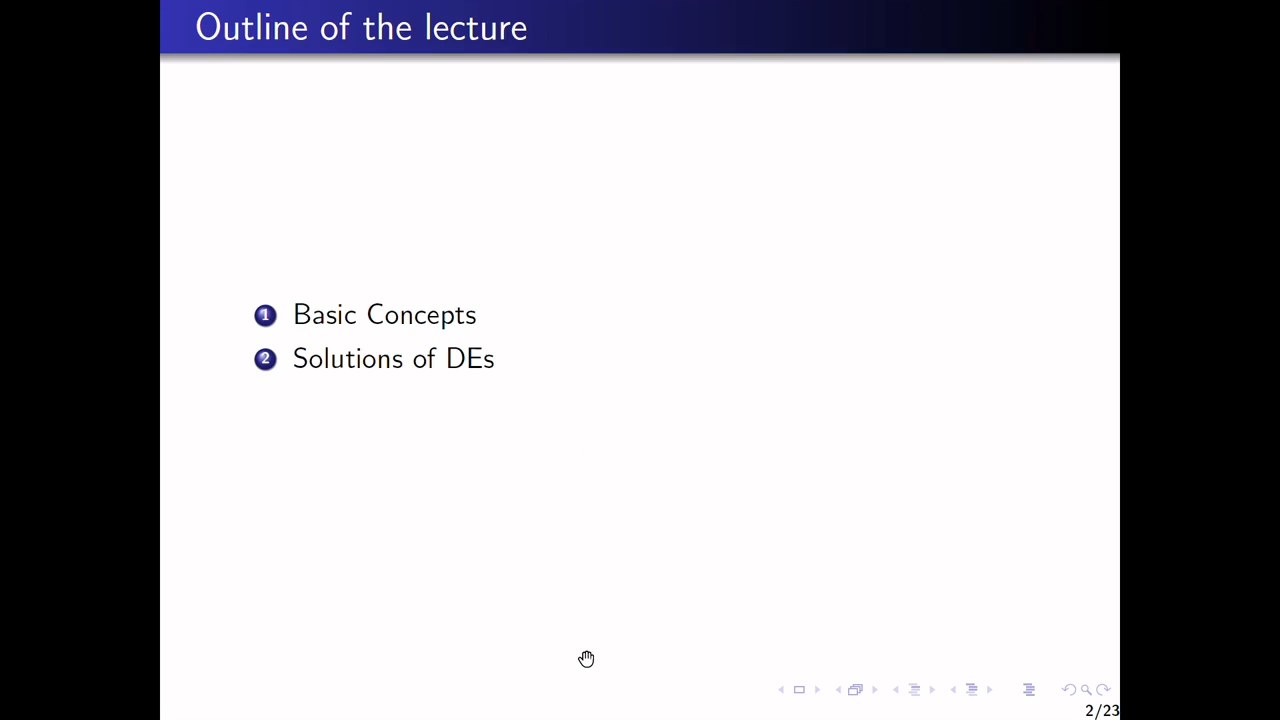 Outline of the lecture
1 Basic Concepts
2 Solutions of DEs
2/23